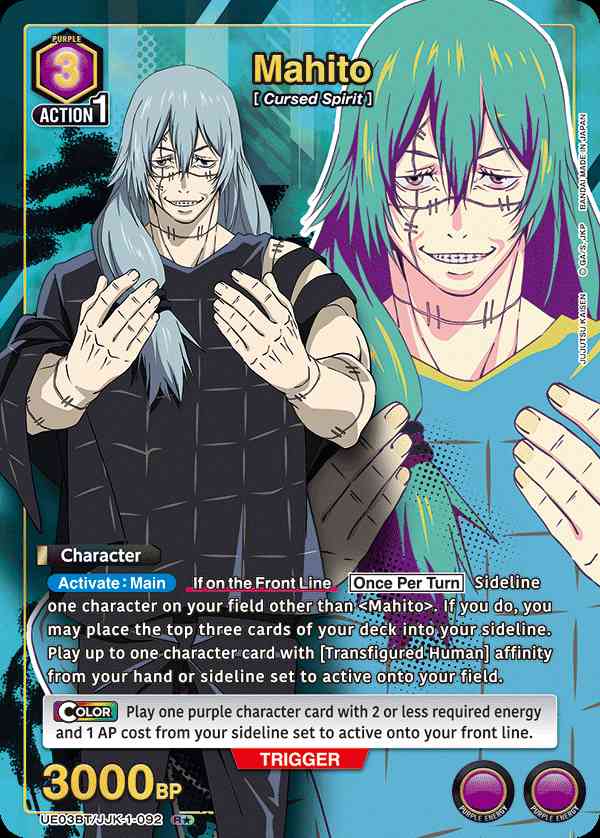 PURPLE
3
ACTION 1
Mahito
[ Cursed Spirit ]
JUJUTSU KAISEN © GA/S, JKP BANDAI MADE IN JAPAN
Character
Activate: Main If on the Front Line Once Per Turn Sideline
one character on your field other than <Mahito>. If you do, you
may place the top three cards of your deck into your sideline.
Play up to one character card with [Transfigured Human] affinity
from your hand or sideline set to active onto your field.
COLOR Play one purple character card with 2 or less required energy
and 1 AP cost from your sideline set to active onto your front line.
TRIGGER
3000 BP
PURPLE ENERGY PURPLE ENERGY
UE03BT/JJK-1-092 R★